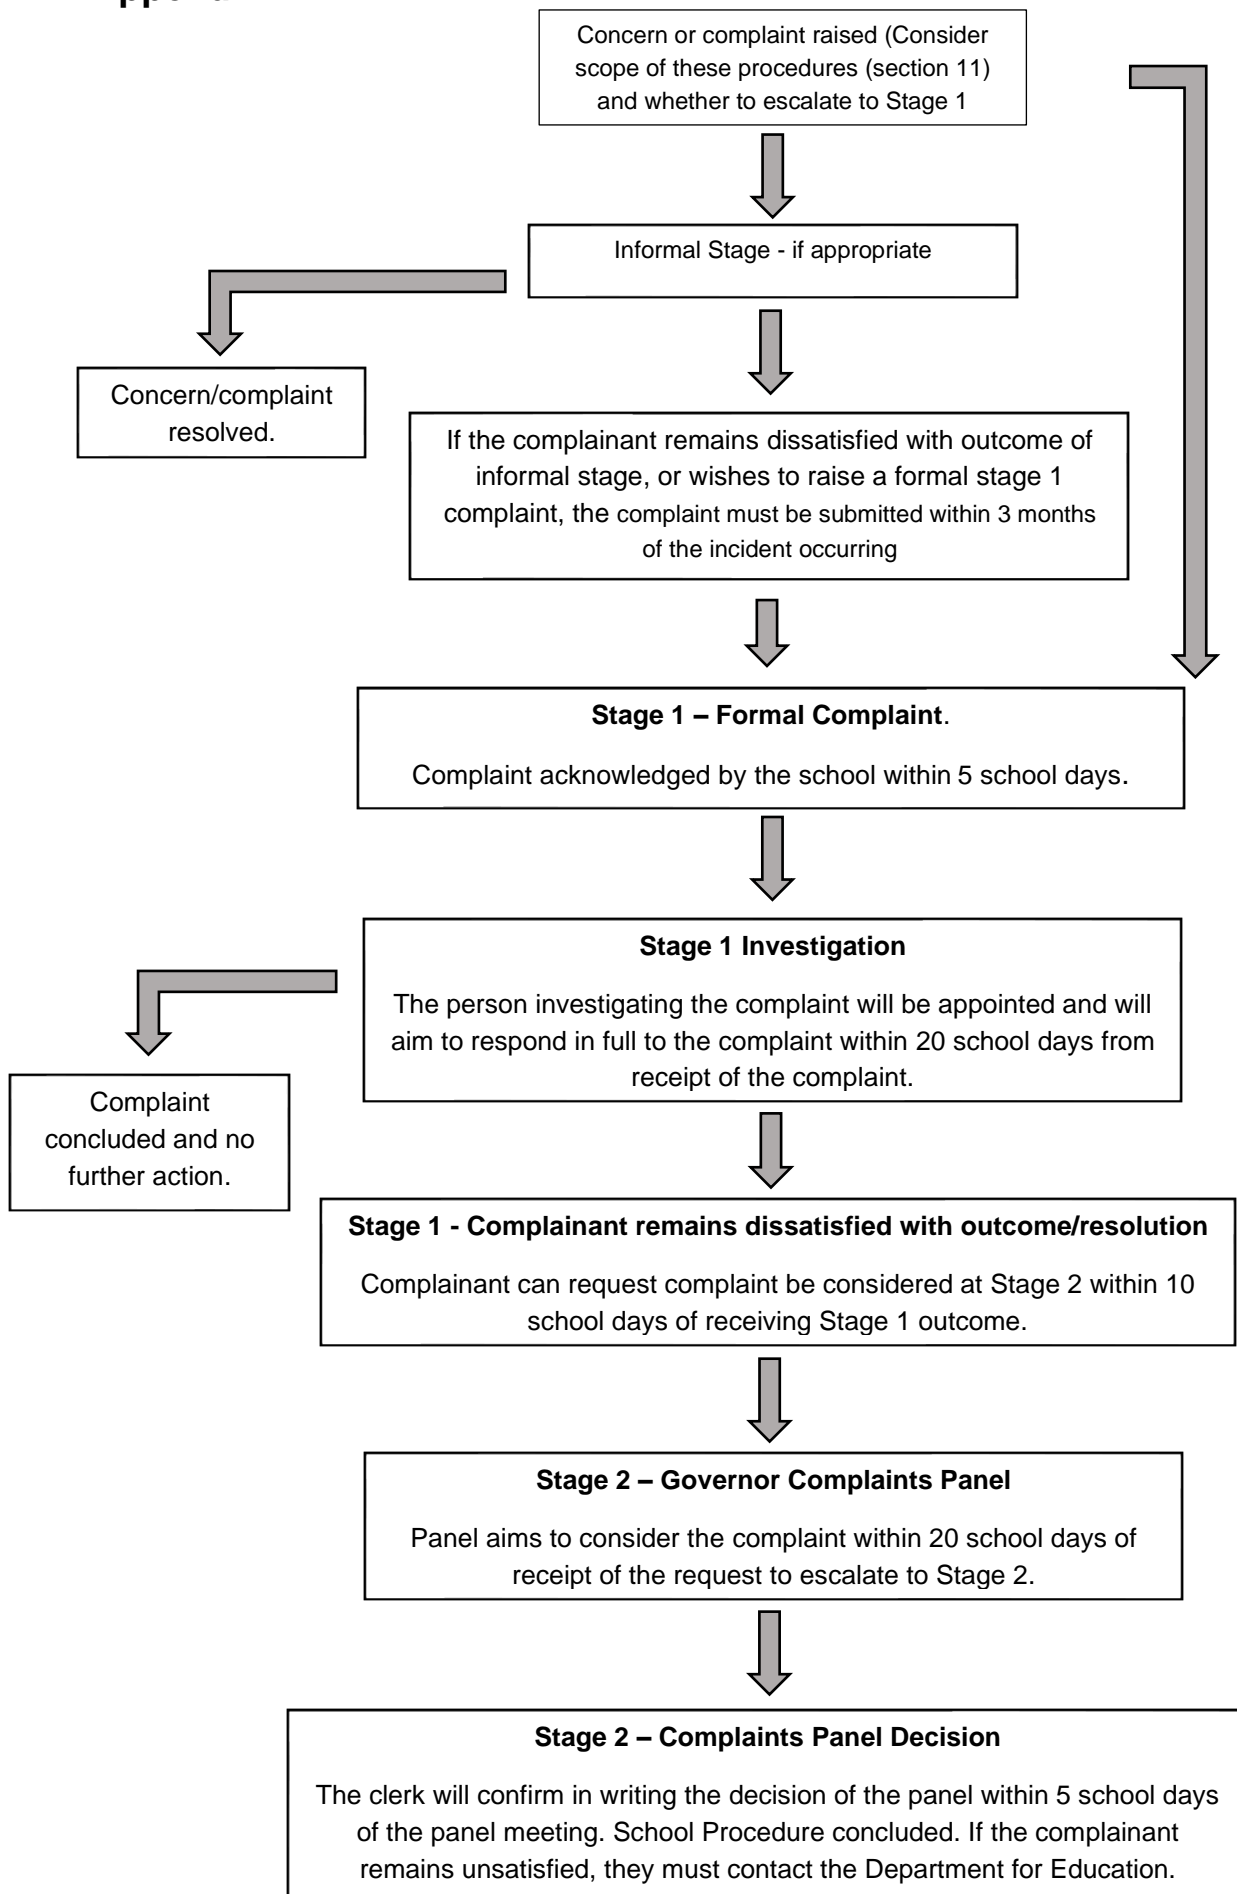 Concern or complaint raised (Consider
scope of these procedures (section 11)
and whether to escalate to Stage 1
Informal Stage - if appropriate
Concern/complaint
resolved.
If the complainant remains dissatisfied with outcome of
informal stage, or wishes to raise a formal stage 1
complaint, the complaint must be submitted within 3 months
of the incident occurring
Stage 1 – Formal Complaint.
Complaint acknowledged by the school within 5 school days.
Stage 1 Investigation
The person investigating the complaint will be appointed and will
aim to respond in full to the complaint within 20 school days from
receipt of the complaint.
Complaint
concluded and no
further action.
Stage 1 - Complainant remains dissatisfied with outcome/resolution
Complainant can request complaint be considered at Stage 2 within 10
school days of receiving Stage 1 outcome.
Stage 2 – Governor Complaints Panel
Panel aims to consider the complaint within 20 school days of
receipt of the request to escalate to Stage 2.
Stage 2 – Complaints Panel Decision
The clerk will confirm in writing the decision of the panel within 5 school days
of the panel meeting. School Procedure concluded. If the complainant
remains unsatisfied, they must contact the Department for Education.